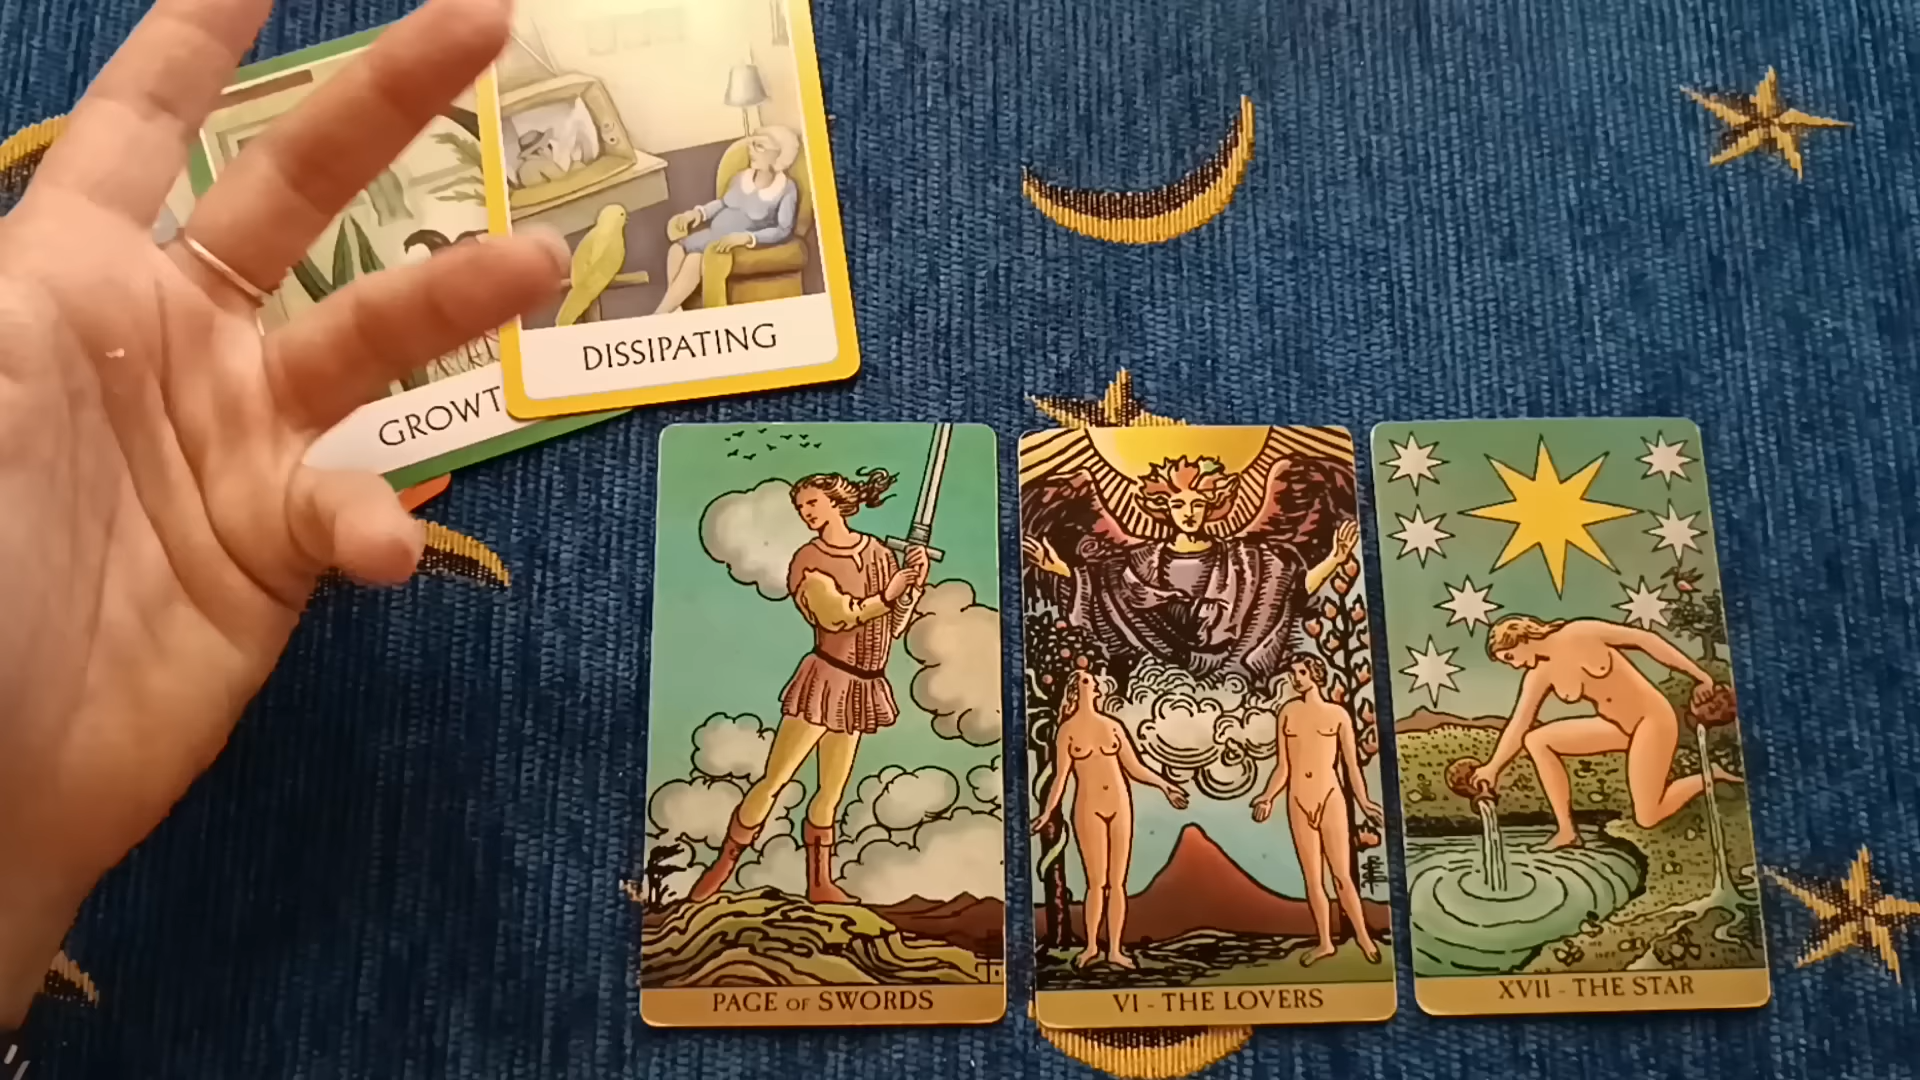 DISSIPATING
GROWT
PAGE OF SWORDS
VI - THE LOVERS
XVII - THE STAR